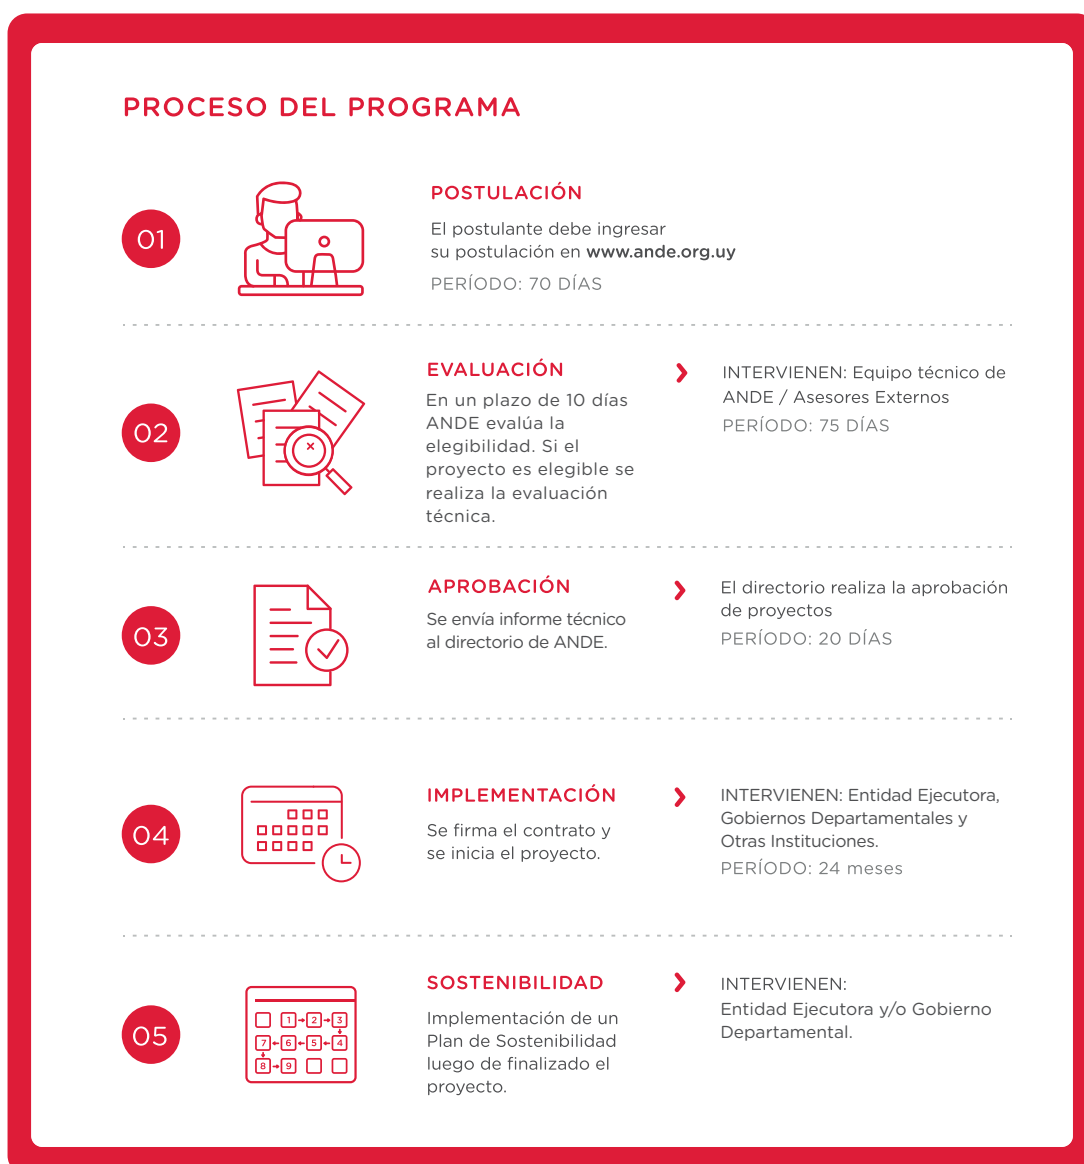 PROCESO DEL PROGRAMA
01
POSTULACIÓN
El postulante debe ingresar
su postulación en www.ande.org.uy
PERÍODO: 70 DÍAS
02
EVALUACIÓN
En un plazo de 10 días
ANDE evalúa la
elegibilidad. Si el
proyecto es elegible se
realiza la evaluación
técnica.
INTERVIENEN: Equipo técnico de
ANDE / Asesores Externos
PERÍODO: 75 DÍAS
03
APROBACIÓN
Se envía informe técnico
al directorio de ANDE.
El directorio realiza la aprobación
de proyectos
PERÍODO: 20 DÍAS
04
IMPLEMENTACIÓN
Se firma el contrato y
se inicia el proyecto.
INTERVIENEN: Entidad Ejecutora,
Gobiernos Departamentales y
Otras Instituciones.
PERÍODO: 24 meses
05
1 2 3
7 6 5 4
8 9
SOSTENIBILIDAD
Implementación de un
Plan de Sostenibilidad
luego de finalizado el
proyecto.
INTERVIENEN:
Entidad Ejecutora y/o Gobierno
Departamental.